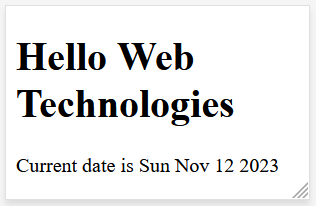 Hello Web
Technologies
Current date is Sun Nov 12 2023